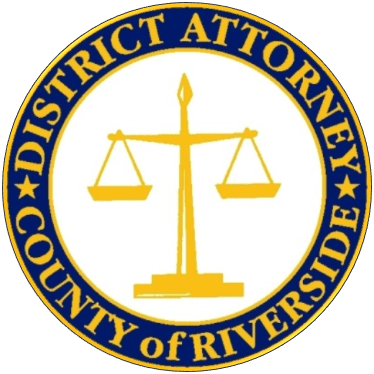 DISTRICT ATTORNEY
COUNTY of RIVERSIDE